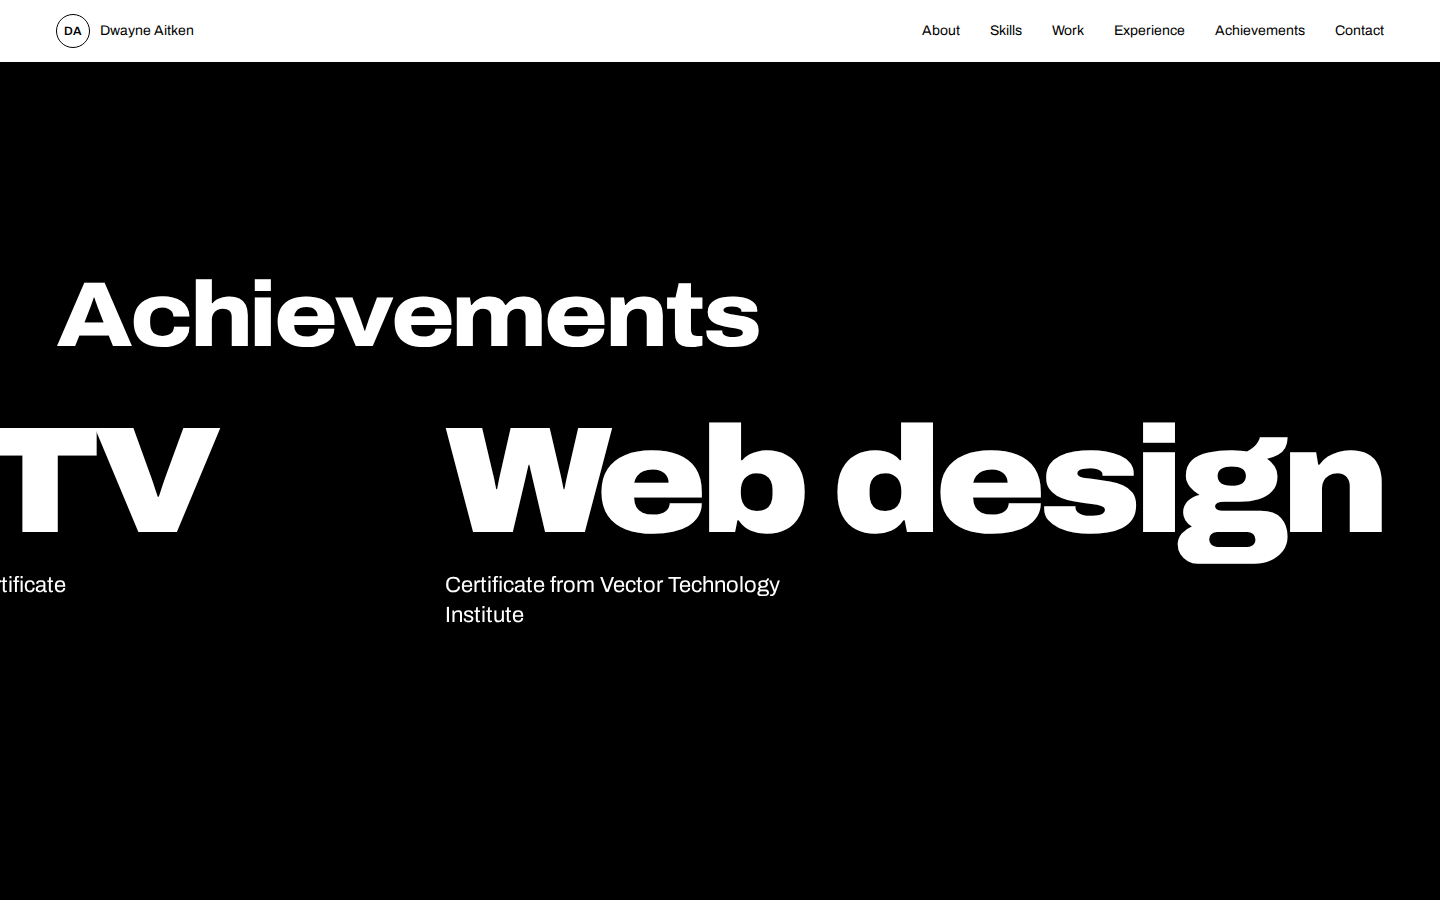 DA
Dwayne Aitken
About
Skills
Work
Experience
Achievements
Contact
Achievements
TV
Web design
tificate
Certificate from Vector Technology
Institute